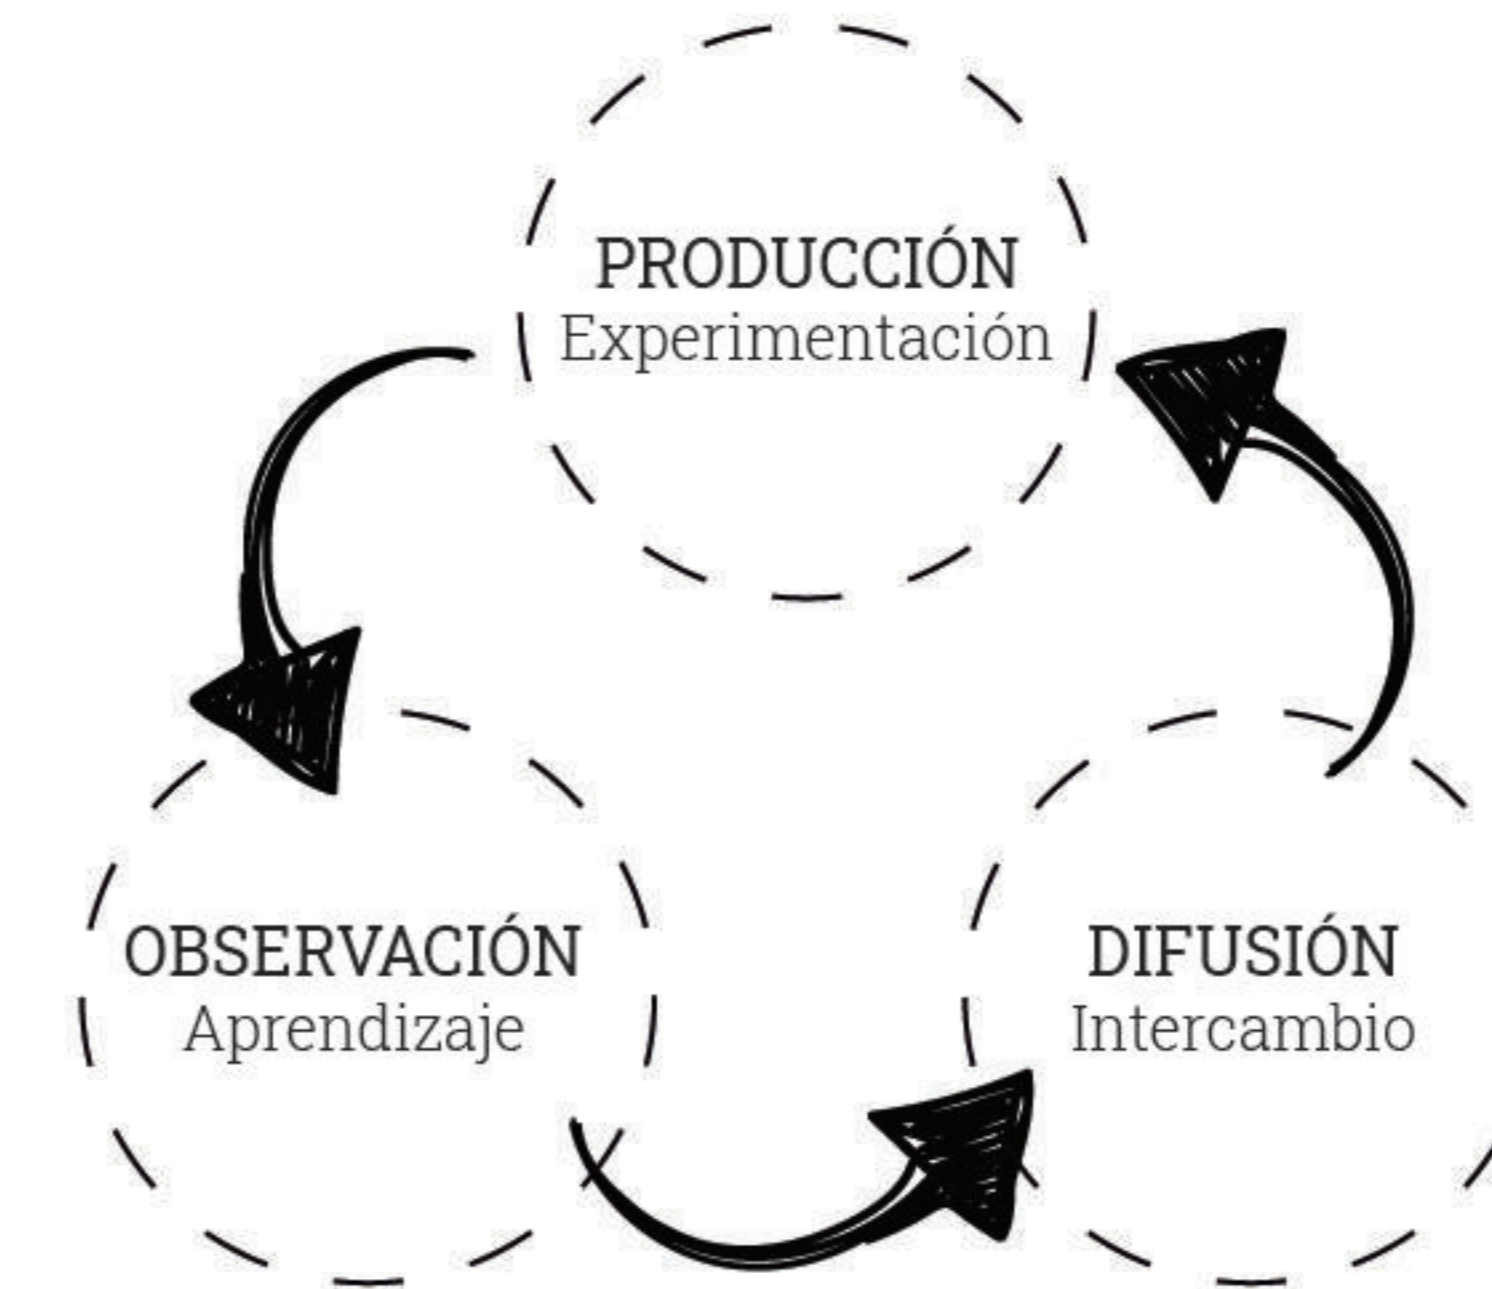 PRODUCCIÓN
Experimentación
OBSERVACIÓN
Aprendizaje
DIFUSIÓN
Intercambio